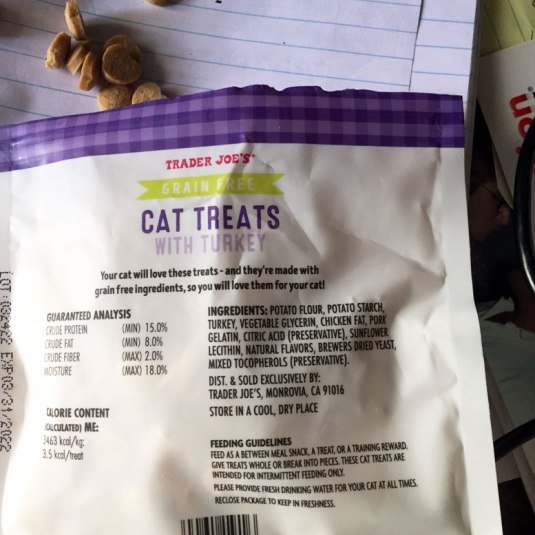 TRADER JOE'S
GRAIN FREE
CAT TREATS
WITH TURKEY
Your cat will love these treats - and they're made with
grain free ingredients, so you will love them for your cat!
GUARANTEED ANALYSIS
CRUDE PROTEIN (MIN) 15.0%
CRUDE FAT (MIN) 8.0%
CRUDE FIBER (MAX) 2.0%
MOISTURE (MAX) 18.0%
CALORIE CONTENT
(CALCULATED) ME:
3463 kcal/kg;
3.5 kcal/treat
INGREDIENTS: POTATO FLOUR, POTATO STARCH,
TURKEY, VEGETABLE GLYCERIN, CHICKEN FAT, PORK
GELATIN, CITRIC ACID (PRESERVATIVE), SUNFLOWER
LECITHIN, NATURAL FLAVORS, BREWERS DRIED YEAST,
MIXED TOCOPHEROLS (PRESERVATIVE).
DIST. & SOLD EXCLUSIVELY BY:
TRADER JOE'S, MONROVIA, CA 91016
STORE IN A COOL, DRY PLACE
FEEDING GUIDELINES
FEED AS A BETWEEN MEAL SNACK, A TREAT, OR A TRAINING REWARD.
GIVE TREATS WHOLE OR BREAK INTO PIECES. THESE CAT TREATS ARE
INTENDED FOR INTERMITTENT FEEDING ONLY.
PLEASE PROVIDE FRESH DRINKING WATER FOR YOUR CAT AT ALL TIMES.
RECLOSE PACKAGE TO KEEP IN FRESHNESS.
EXP 03/31/2022